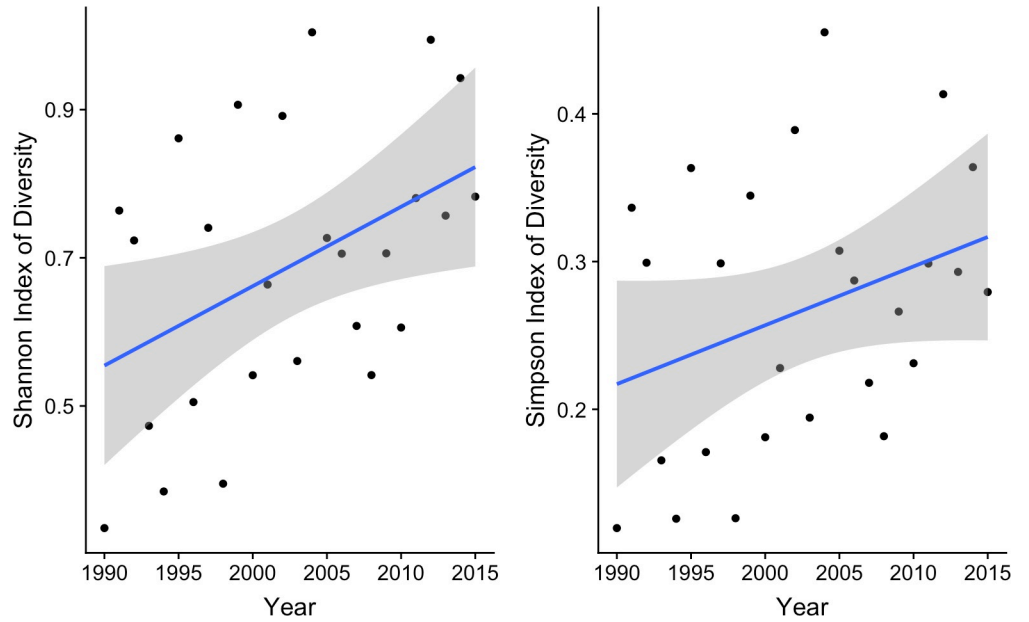 Shannon Index of Diversity
0.9
0.7
0.5
1990 1995 2000 2005 2010 2015
Year
Simpson Index of Diversity
0.4
0.3
0.2
1990 1995 2000 2005 2010 2015
Year